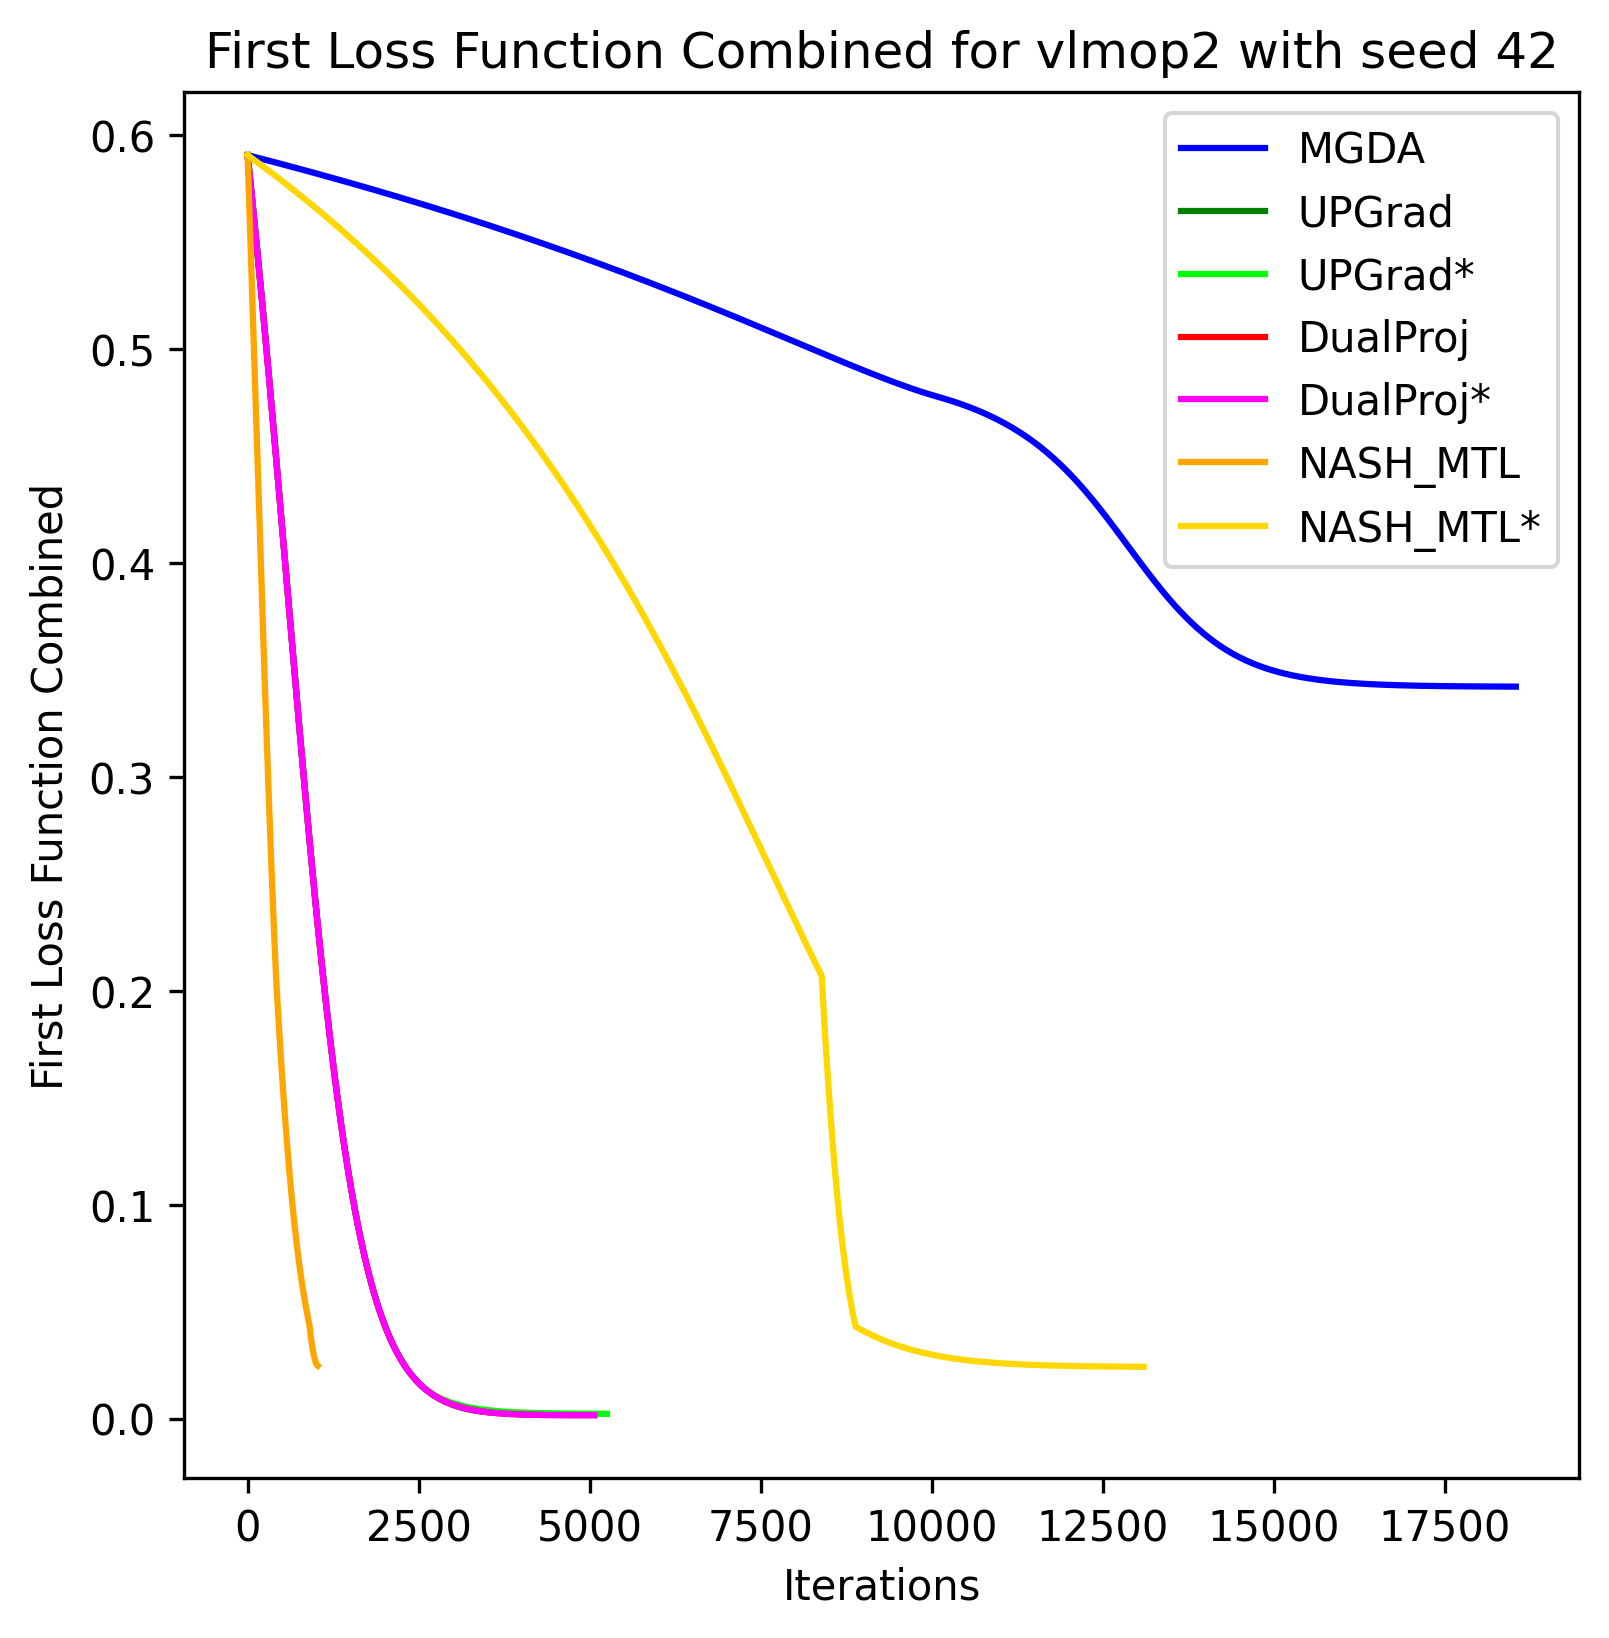 First Loss Function Combined for vlmop2 with seed 42
MGDA
UPGrad
UPGrad*
DualProj
DualProj*
NASH_MTL
NASH_MTL*
First Loss Function Combined
0.6
0.5
0.4
0.3
0.2
0.1
0.0
0 2500 5000 7500 10000 12500 15000 17500
Iterations